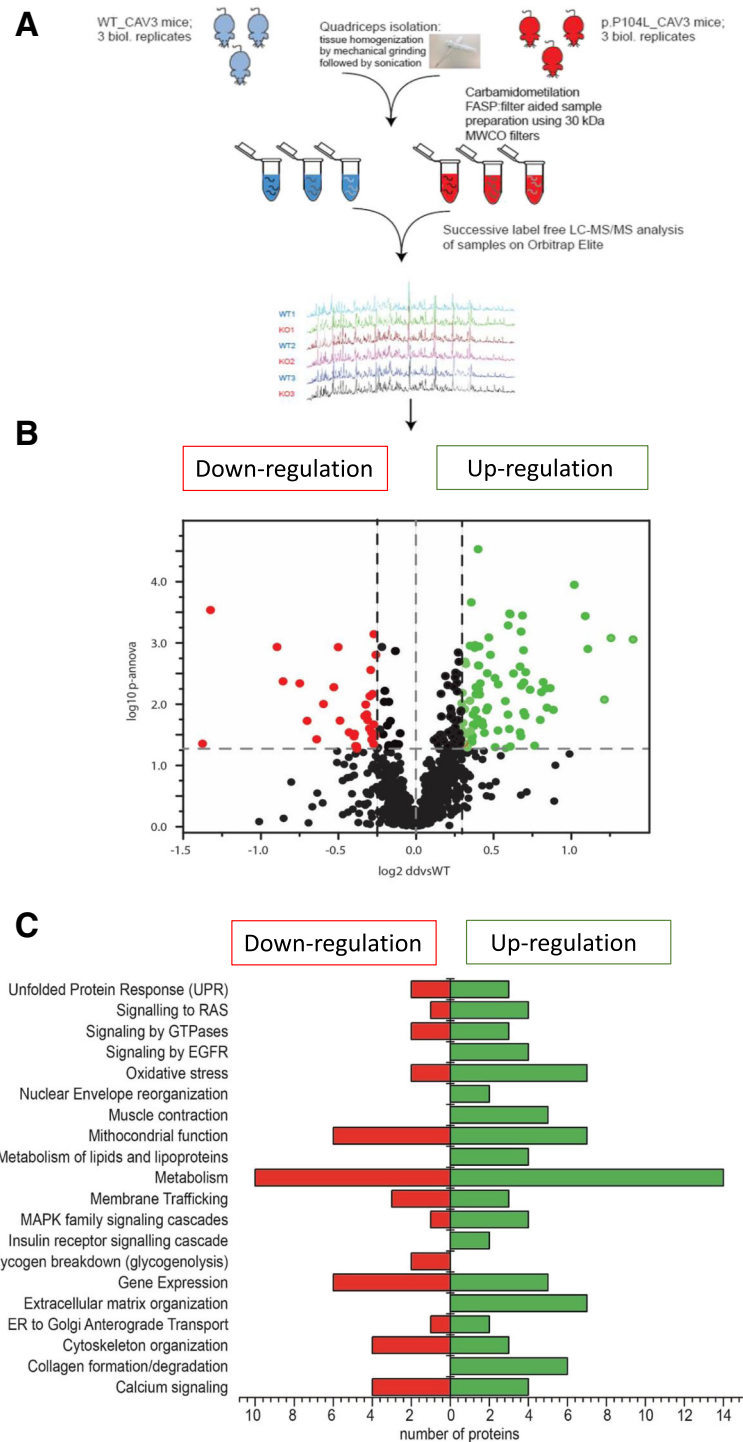 A
WT_CAV3 mice;
3 biol. replicates
Quadriceps isolation:
tissue homogenization
by mechanical grinding
followed by sonication
p.P104L_CAV3 mice;
3 biol. replicates
Carbamidometilation
FASP:filter aided sample
preparation using 30 kDa
MWCO filters
Successive label free LC-MS/MS analysis
of samples on Orbitrap Elite
WT1
KO1
WT2
KO2
WT3
KO3
B
Down-regulation
Up-regulation
4.0
3.0
2.0
1.0
0.0
log10 p-annova
-1.5
-1.0
-0.5
0.0
0.5
1.0
log2 ddvsWT
C
Down-regulation
Up-regulation
Unfolded Protein Response (UPR)
Signalling to RAS
Signaling by GTPases
Signaling by EGFR
Oxidative stress
Nuclear Envelope reorganization
Muscle contraction
Mithocondrial function
Metabolism of lipids and lipoproteins
Metabolism
Membrane Trafficking
MAPK family signaling cascades
Insulin receptor signalling cascade
ycogen breakdown (glycogenolysis)
Gene Expression
Extracellular matrix organization
ER to Golgi Anterograde Transport
Cytoskeleton organization
Collagen formation/degradation
Calcium signaling
10 8 6 4 2 0 2 4 6 8 10 12 14
number of proteins